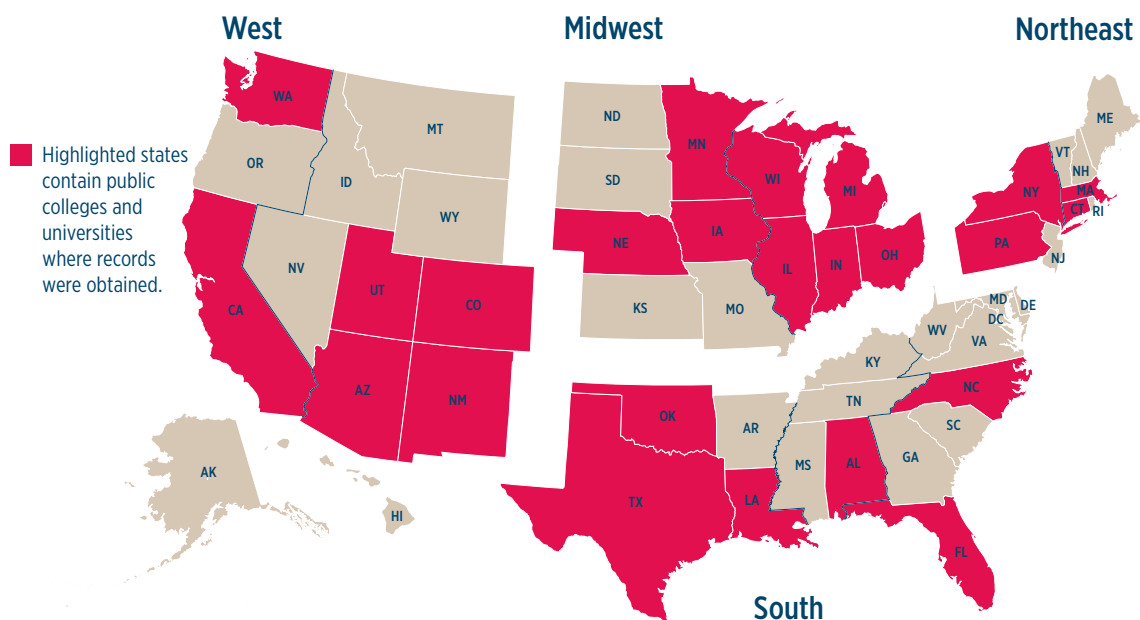 West
Midwest
Northeast
Highlighted states
contain public
colleges and
universities
where records
were obtained.
WA
OR
CA
NV
ID
MT
WY
UT
CO
AZ
NM
AK
HI
ND
SD
NE
KS
MN
IA
MO
WI
IL
MI
IN
OH
ME
VT
NH
NY
MA
CT
RI
PA
NJ
MD
DE
DC
WV
VA
KY
TN
NC
SC
OK
AR
TX
LA
MS
AL
GA
FL
South